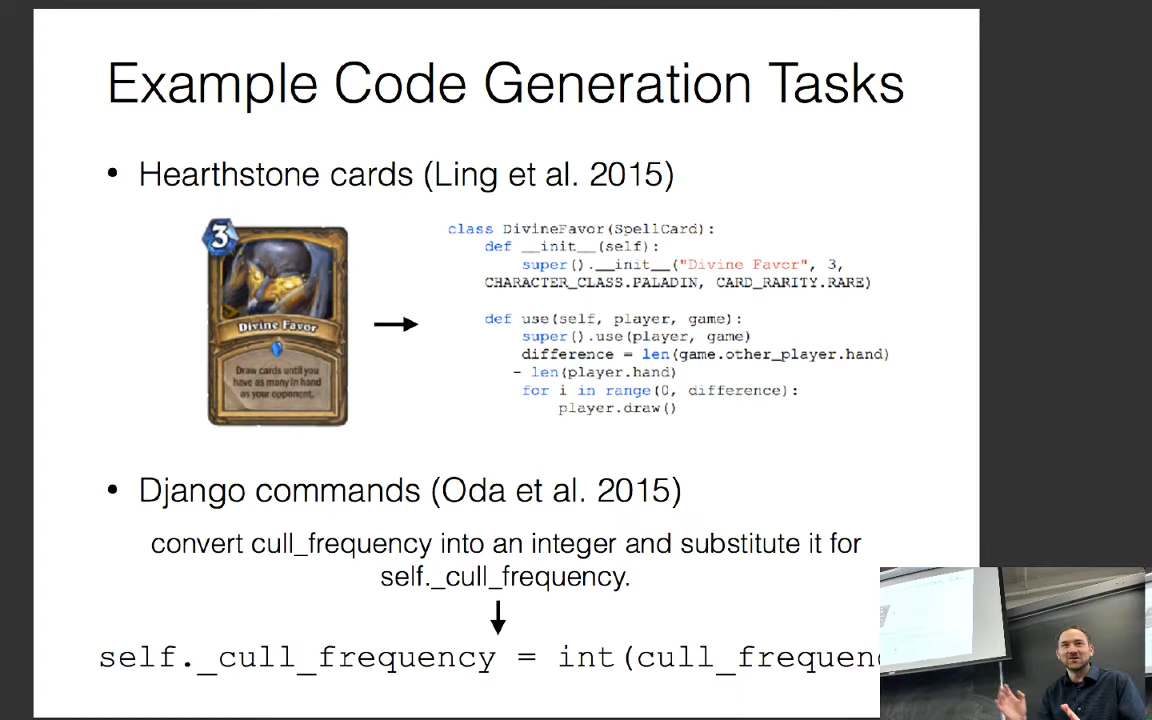 Example Code Generation Tasks
• Hearthstone cards (Ling et al. 2015)
3
Divine Favor
Draw cards until you
have as many in hand
as your opponent.
class DivineFavor(SpellCard):
def __init__(self):
super().__init__("Divine Favor", 3,
CHARACTER_CLASS.PALADIN, CARD_RARITY.RARE)
def use(self, player, game):
super().use(player, game)
difference = len(game.other_player.hand)
- len(player.hand)
for i in range(0, difference):
player.draw()
• Django commands (Oda et al. 2015)
convert cull_frequency into an integer and substitute it for
self._cull_frequency.
self._cull_frequency = int(cull_frequen